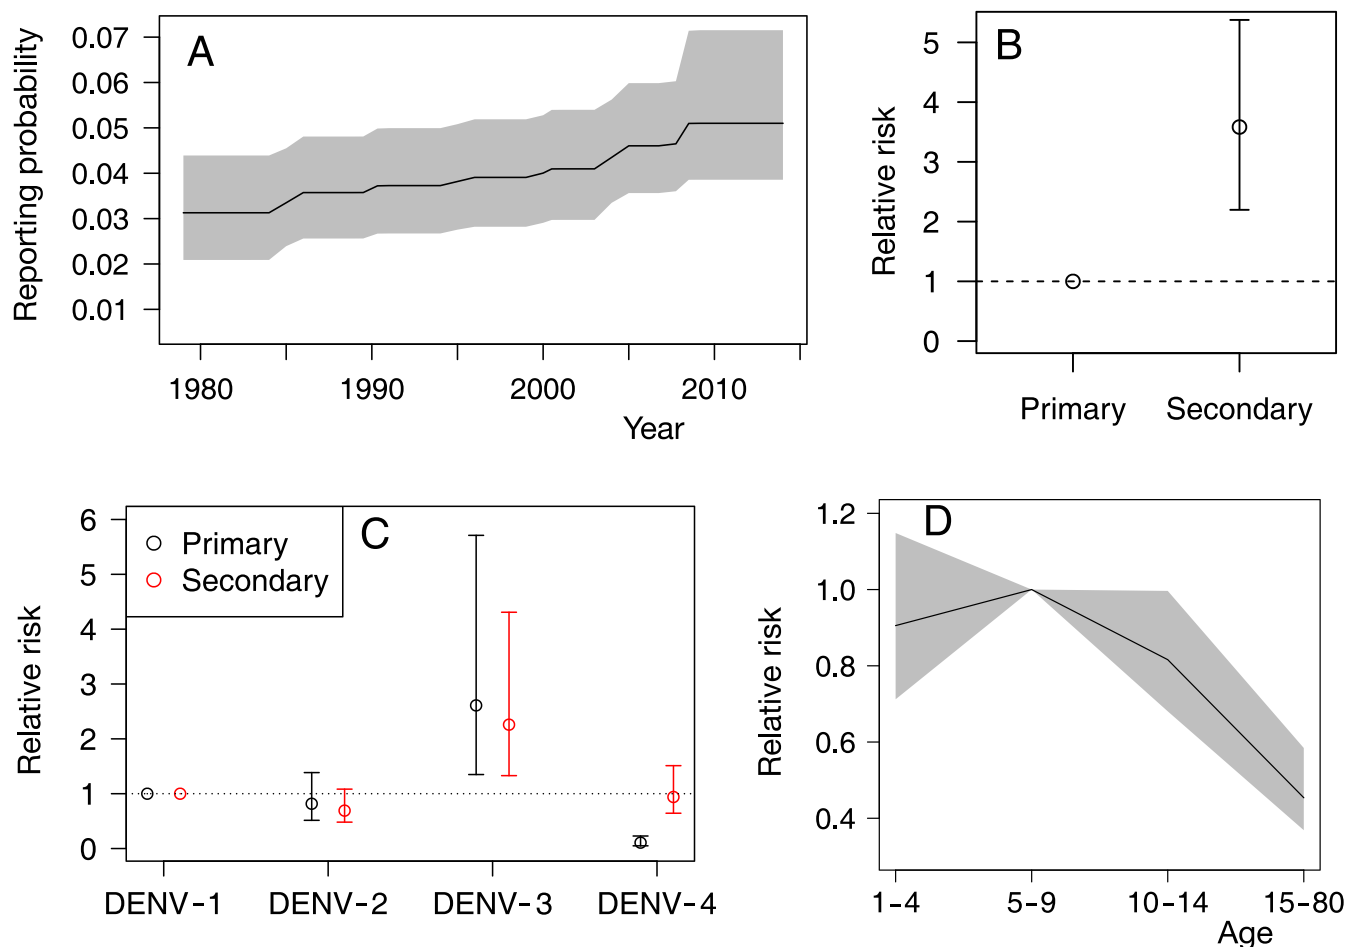 A
Reporting probability
0.07
0.06
0.05
0.04
0.03
0.02
0.01
1980
1990
2000
2010
Year
B
Relative risk
5
4
3
2
1
0
Primary
Secondary
C
Primary
Secondary
Relative risk
6
5
4
3
2
1
0
DENV-1
DENV-2
DENV-3
DENV-4
D
Relative risk
1.2
1.0
0.8
0.6
0.4
1-4
5-9
10-14
15-80
Age